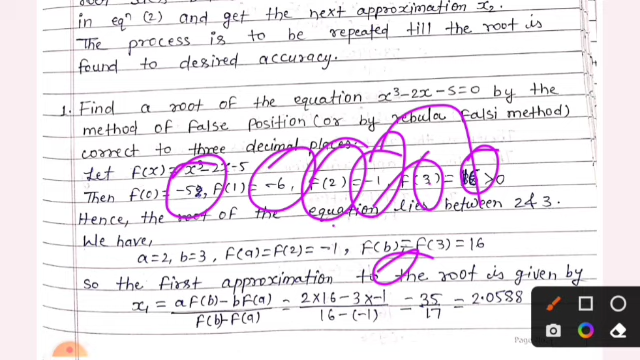 in eqⁿ (2) and get the next approximation x₂.
The process is to be repeated till the root is
found to desired accuracy.
1. Find a root of the equation x³-2x-5=0 by the
method of false position (or by rebula falsi method)
correct to three decimal places.
Let f(x) = x³-2x-5
Then f(0) = -5, f(1) = -6, f(2) = -1, f(3) = 16 >0
Hence, the root of the equation lies between 2 & 3.
We have,
a=2, b=3, f(a)=f(2)=-1, f(b)=f(3)=16
So the first approximation to the root is given by
x₁ = af(b)-bf(a) / f(b)-f(a) = 2×16-3×-1 / 16-(-1) = 35/17 = 2.0588